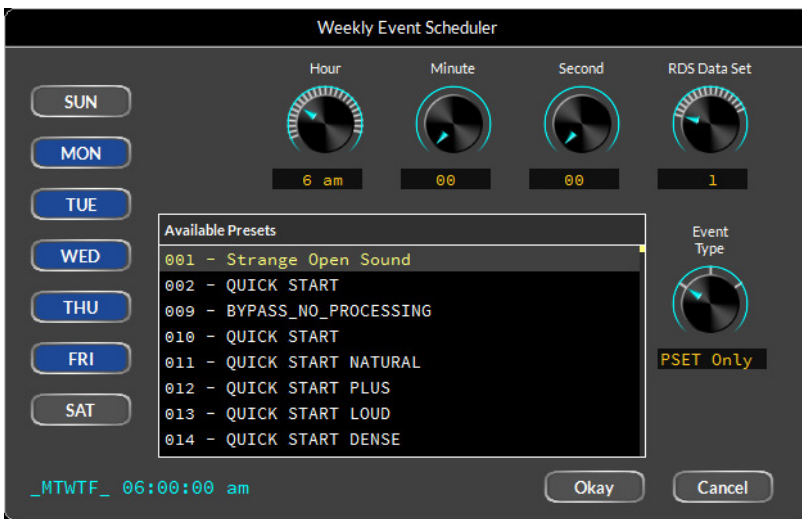 Weekly Event Scheduler
Hour Minute Second RDS Data Set
SUN
MON
TUE
WED
THU
FRI
SAT
6 am 00 00 1
Available Presets
001 - Strange Open Sound
002 - QUICK START
009 - BYPASS_NO_PROCESSING
010 - QUICK START
011 - QUICK START NATURAL
012 - QUICK START PLUS
013 - QUICK START LOUD
014 - QUICK START DENSE
Event
Type
PSET Only
_MTWTF_ 06:00:00 am
Okay Cancel